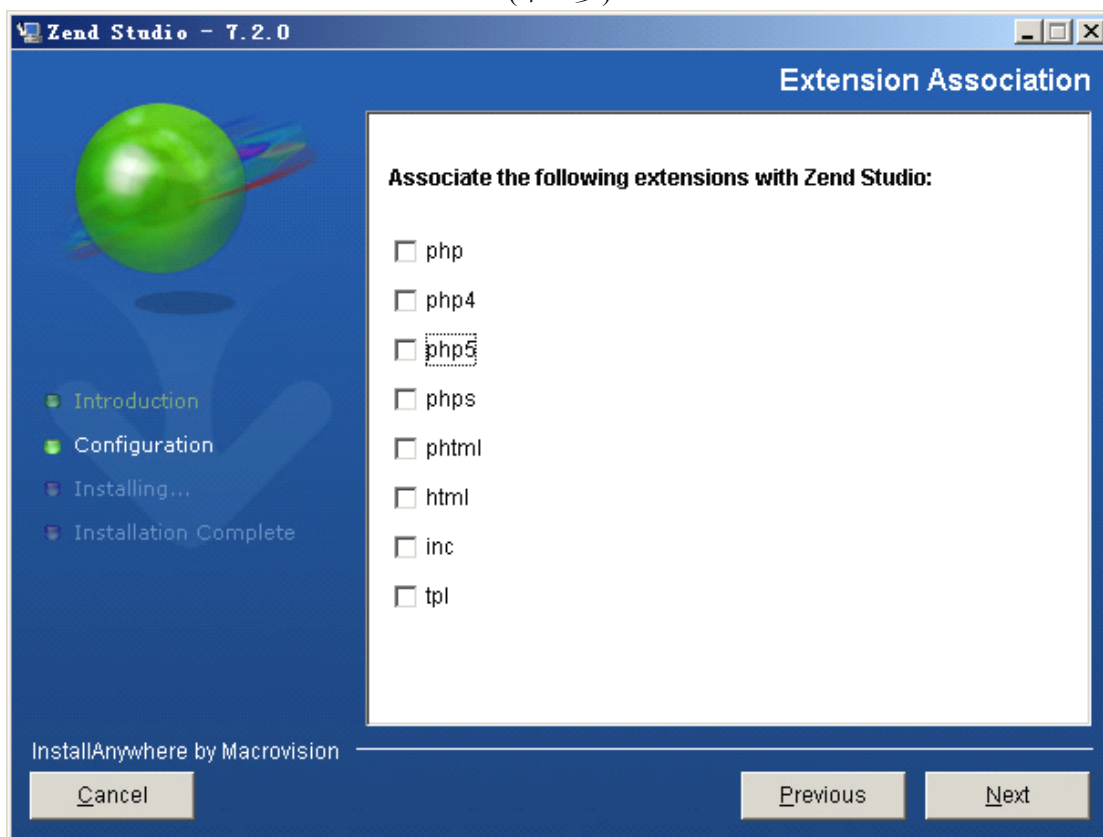 Zend Studio - 7.2.0
Extension Association
Associate the following extensions with Zend Studio:
php
php4
php5
phps
phtml
html
inc
tpl
Introduction
Configuration
Installing...
Installation Complete
InstallAnywhere by Macrovision
Cancel
Previous
Next